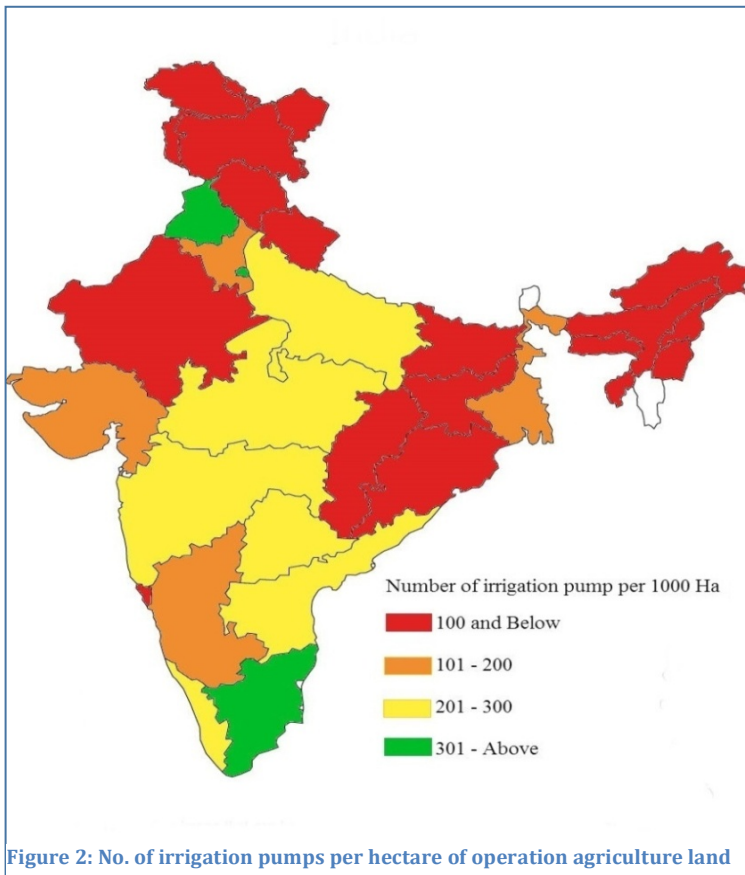 Number of irrigation pump per 1000 Ha
100 and Below
101 - 200
201 - 300
301 - Above
Figure 2: No. of irrigation pumps per hectare of operation agriculture land